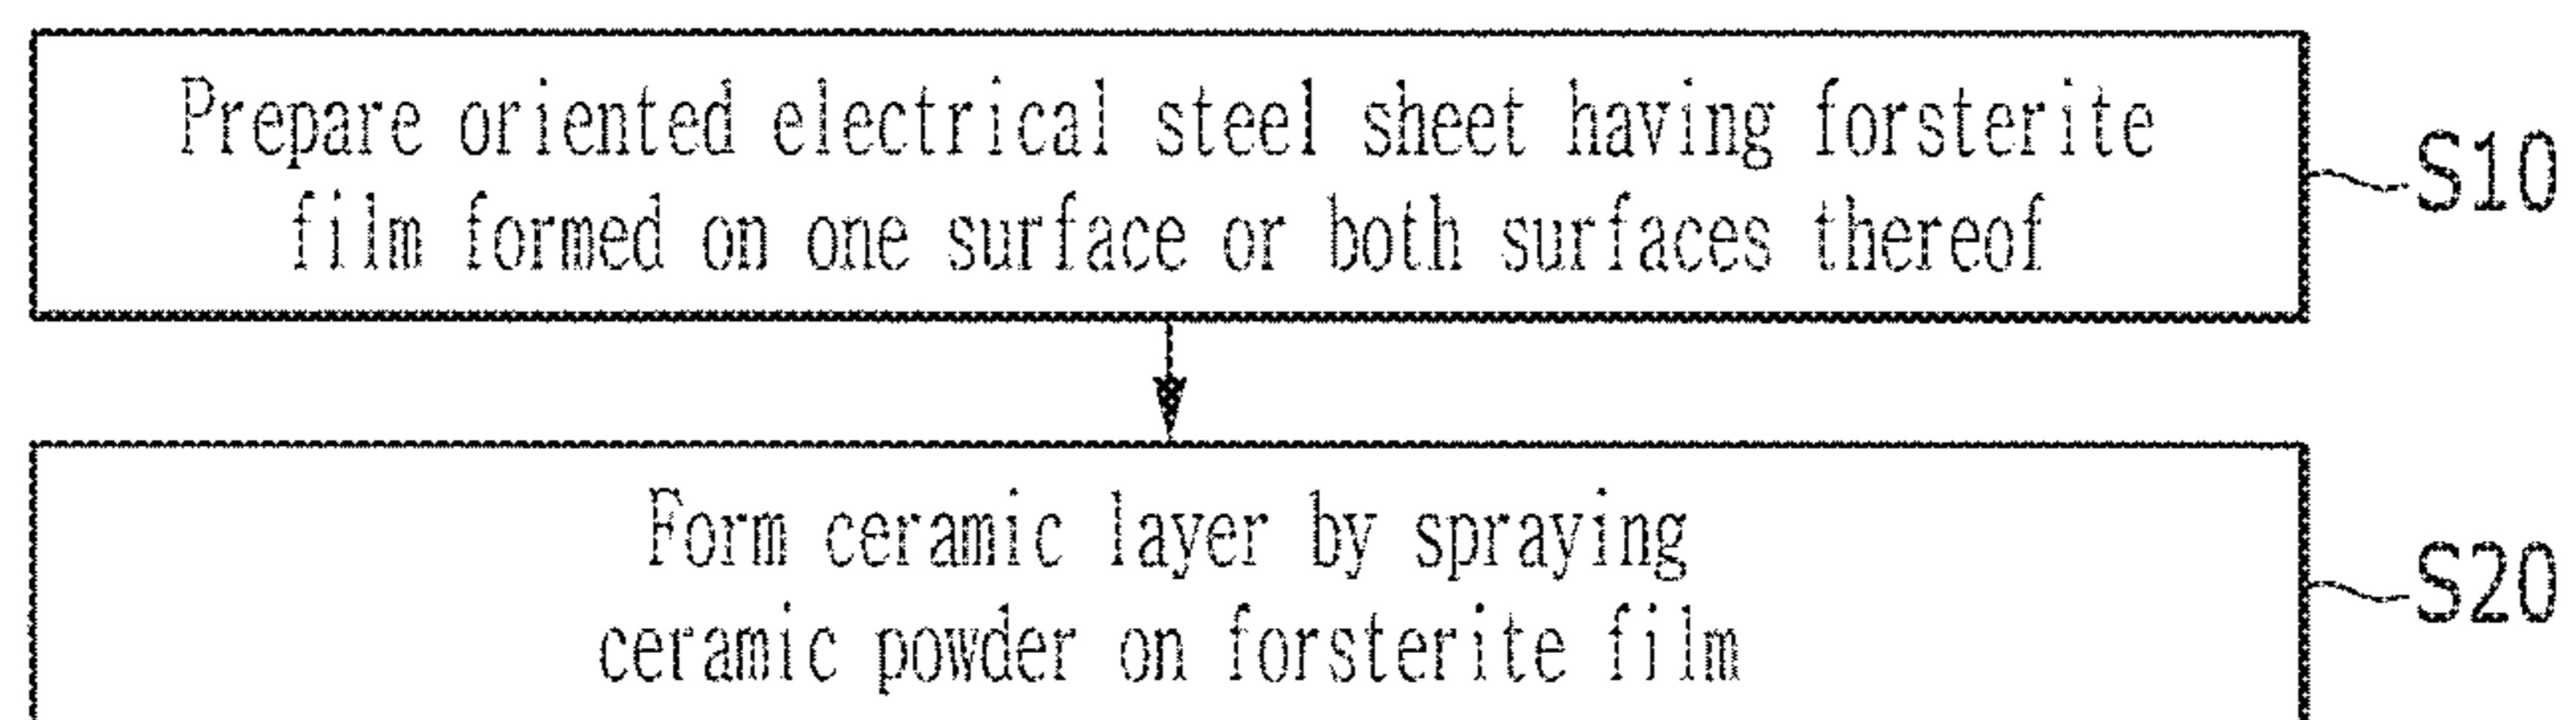 Prepare oriented electrical steel sheet having forsterite
film formed on one surface or both surfaces thereof
S10
Form ceramic layer by spraying
ceramic powder on forsterite film
S20